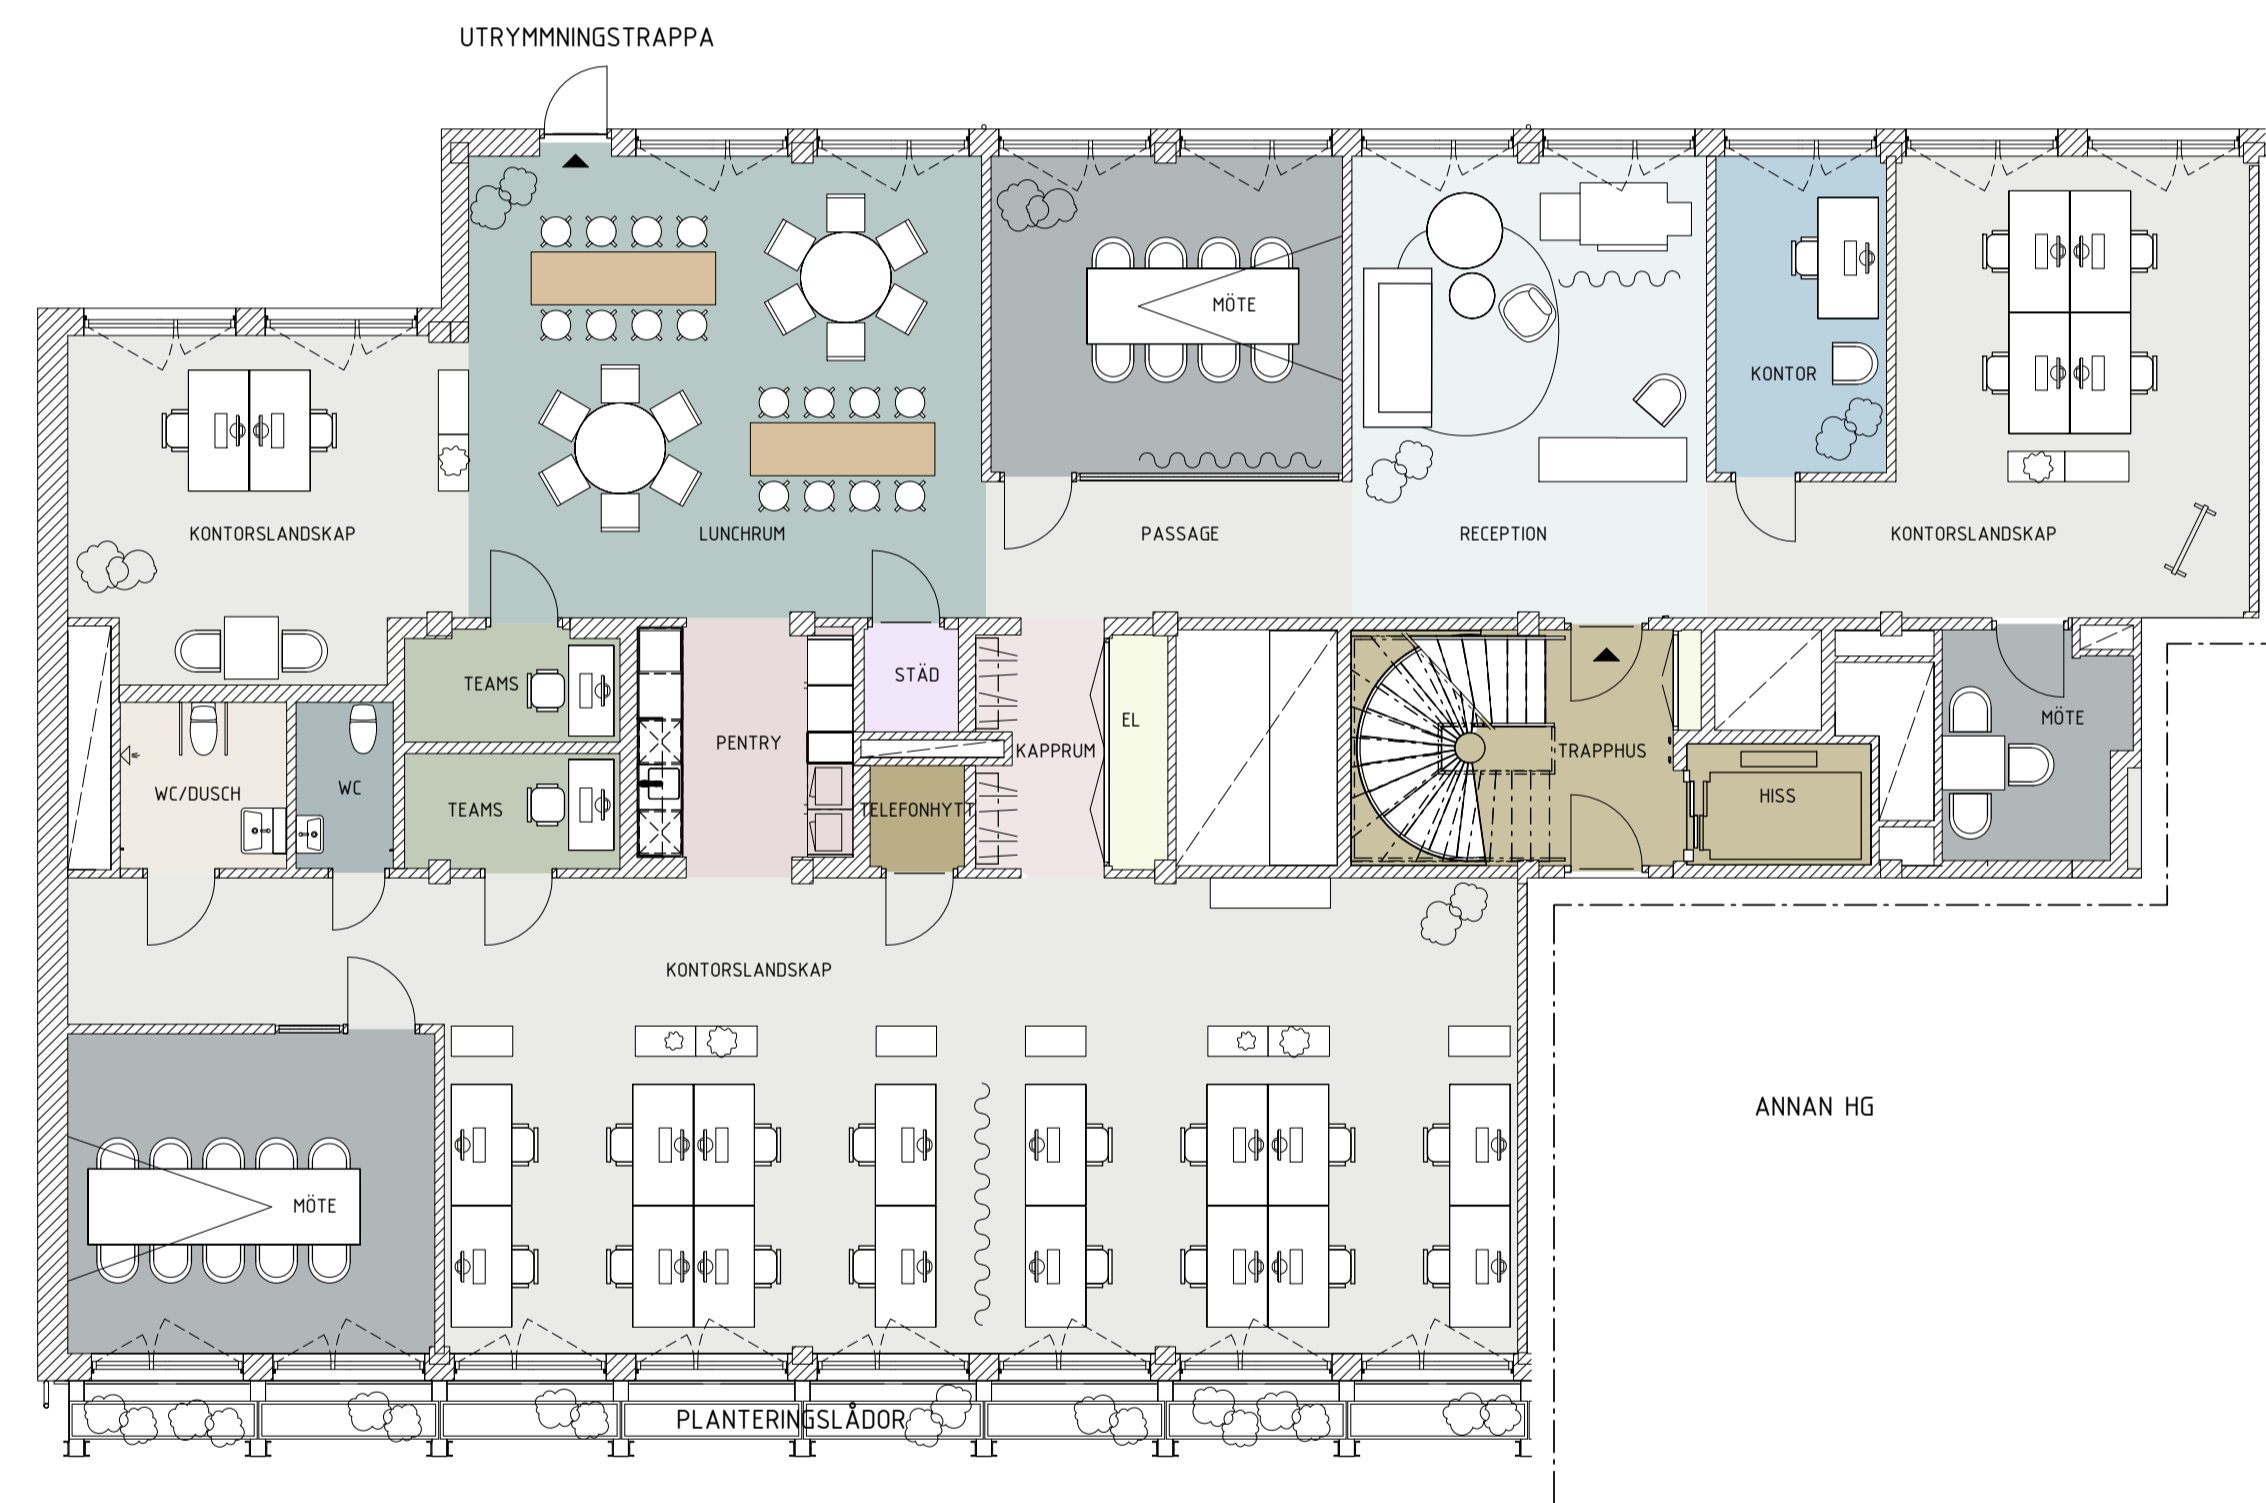 UTRYMMNINGSTRAPPA
MÖTE
KONTOR
KONTORSLANDSKAP
LUNCHRUM
PASSAGE
RECEPTION
KONTORSLANDSKAP
TEAMS
STÄD
EL
MÖTE
PENTRY
KAPPRUM
TRAPPHUS
WC/DUSCH
WC
TEAMS
TELEFONHYTT
HISS
KONTORSLANDSKAP
ANNAN HG
MÖTE
PLANTERINGSLÅDOR